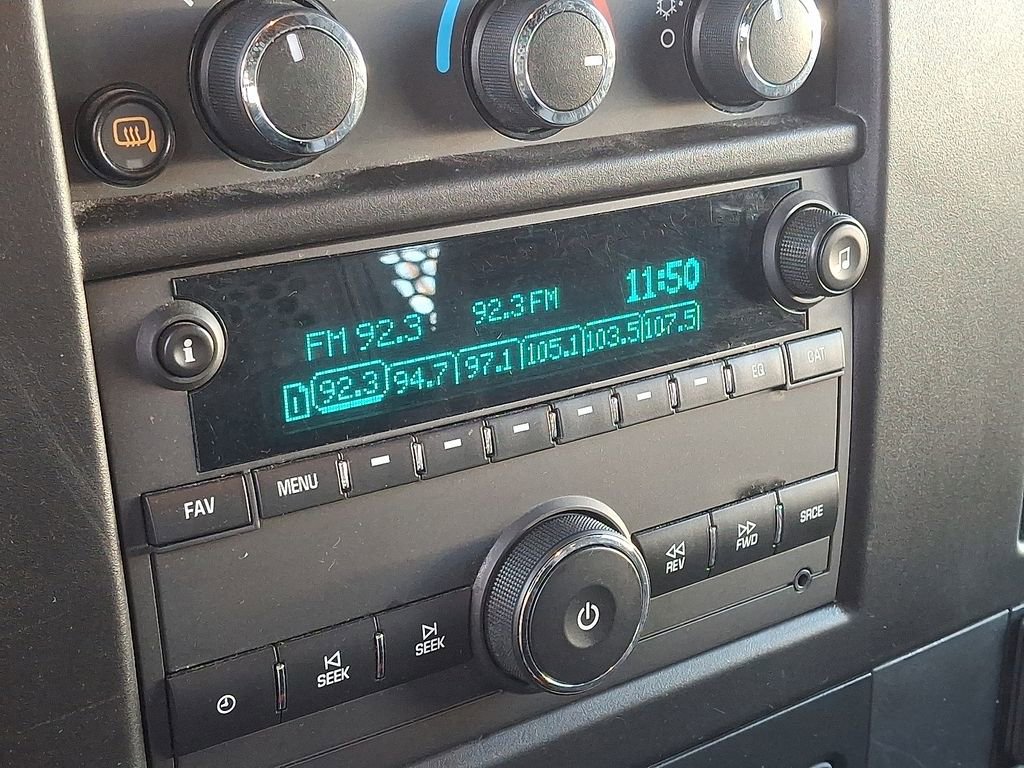 FM 92.3 92.3 FM 11:50
1 92.3 94.7 97.1 105.1 103.5 107.5
i
FAV MENU EQ CAT
REV FWD SRCE
SEEK SEEK